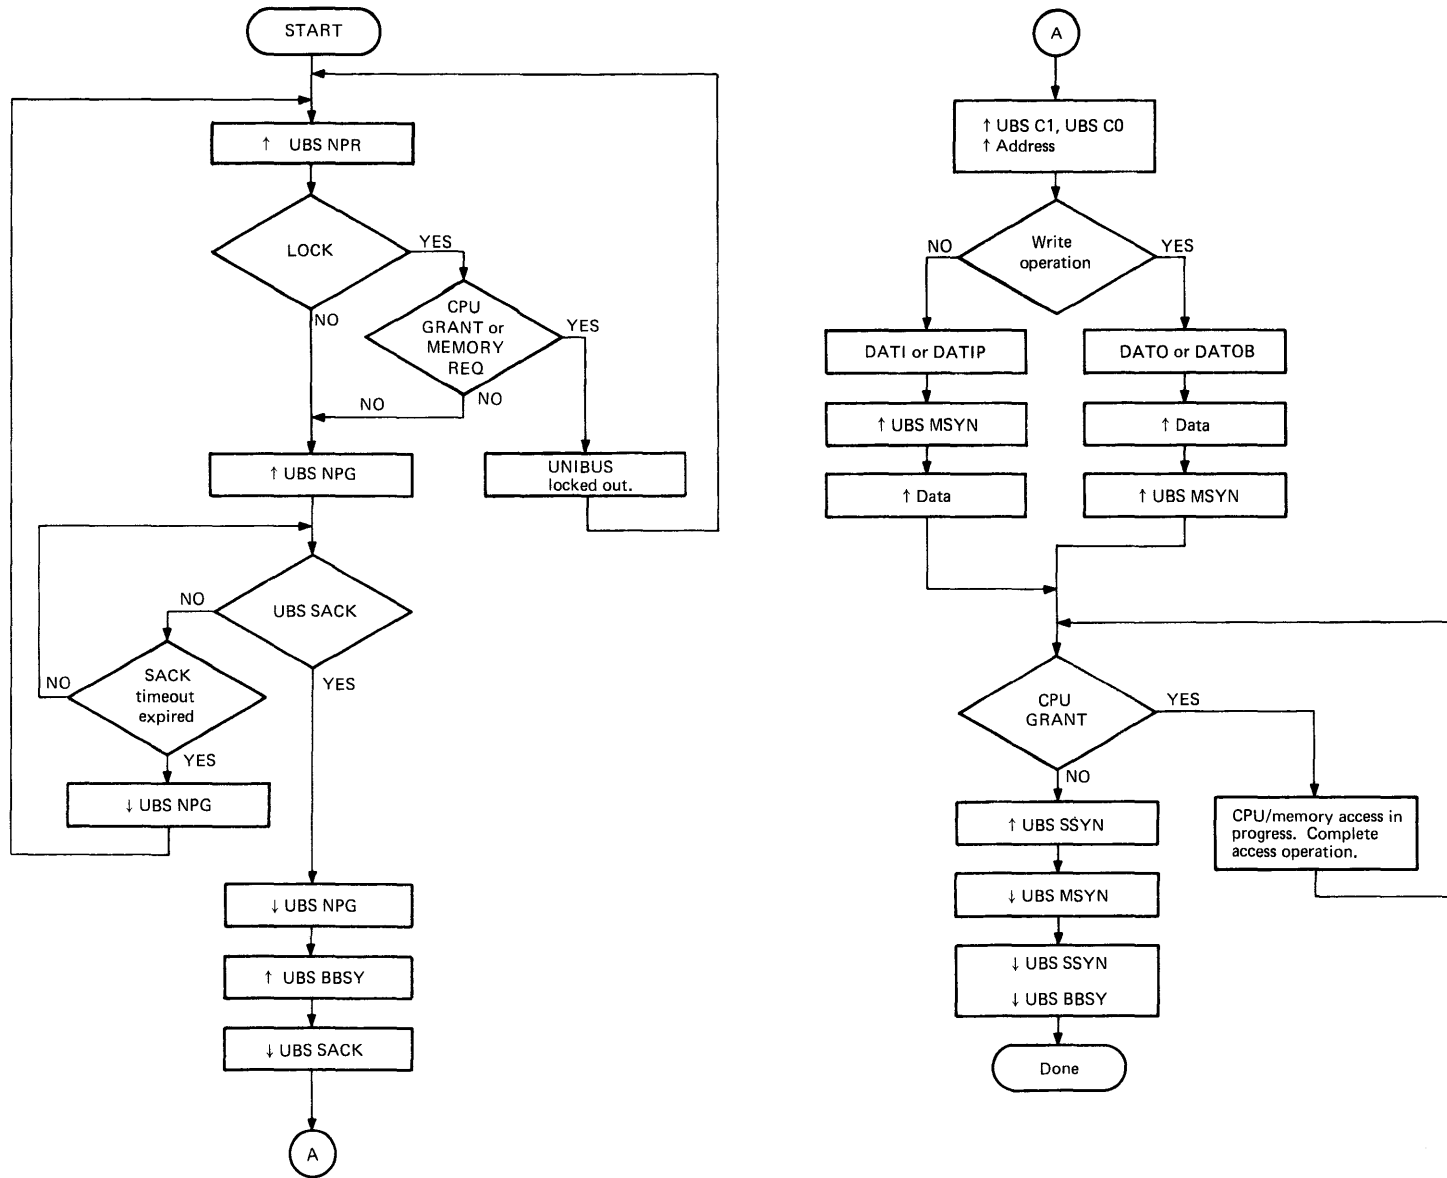 START
↑ UBS NPR
LOCK
YES
NO
CPU
GRANT or
MEMORY
REQ
YES
NO
NO
↑ UBS NPG
UNIBUS
locked out.
UBS SACK
NO
YES
SACK
timeout
expired
NO
YES
↓ UBS NPG
↓ UBS NPG
↑ UBS BBSY
↓ UBS SACK
A
A
↑ UBS C1, UBS C0
↑ Address
Write
operation
NO
YES
DATI or DATIP
DATO or DATOB
↑ UBS MSYN
↑ Data
↑ Data
↑ UBS MSYN
CPU
GRANT
YES
NO
CPU/memory access in
progress. Complete
access operation.
↑ UBS SSYN
↓ UBS MSYN
↓ UBS SSYN
↓ UBS BBSY
Done